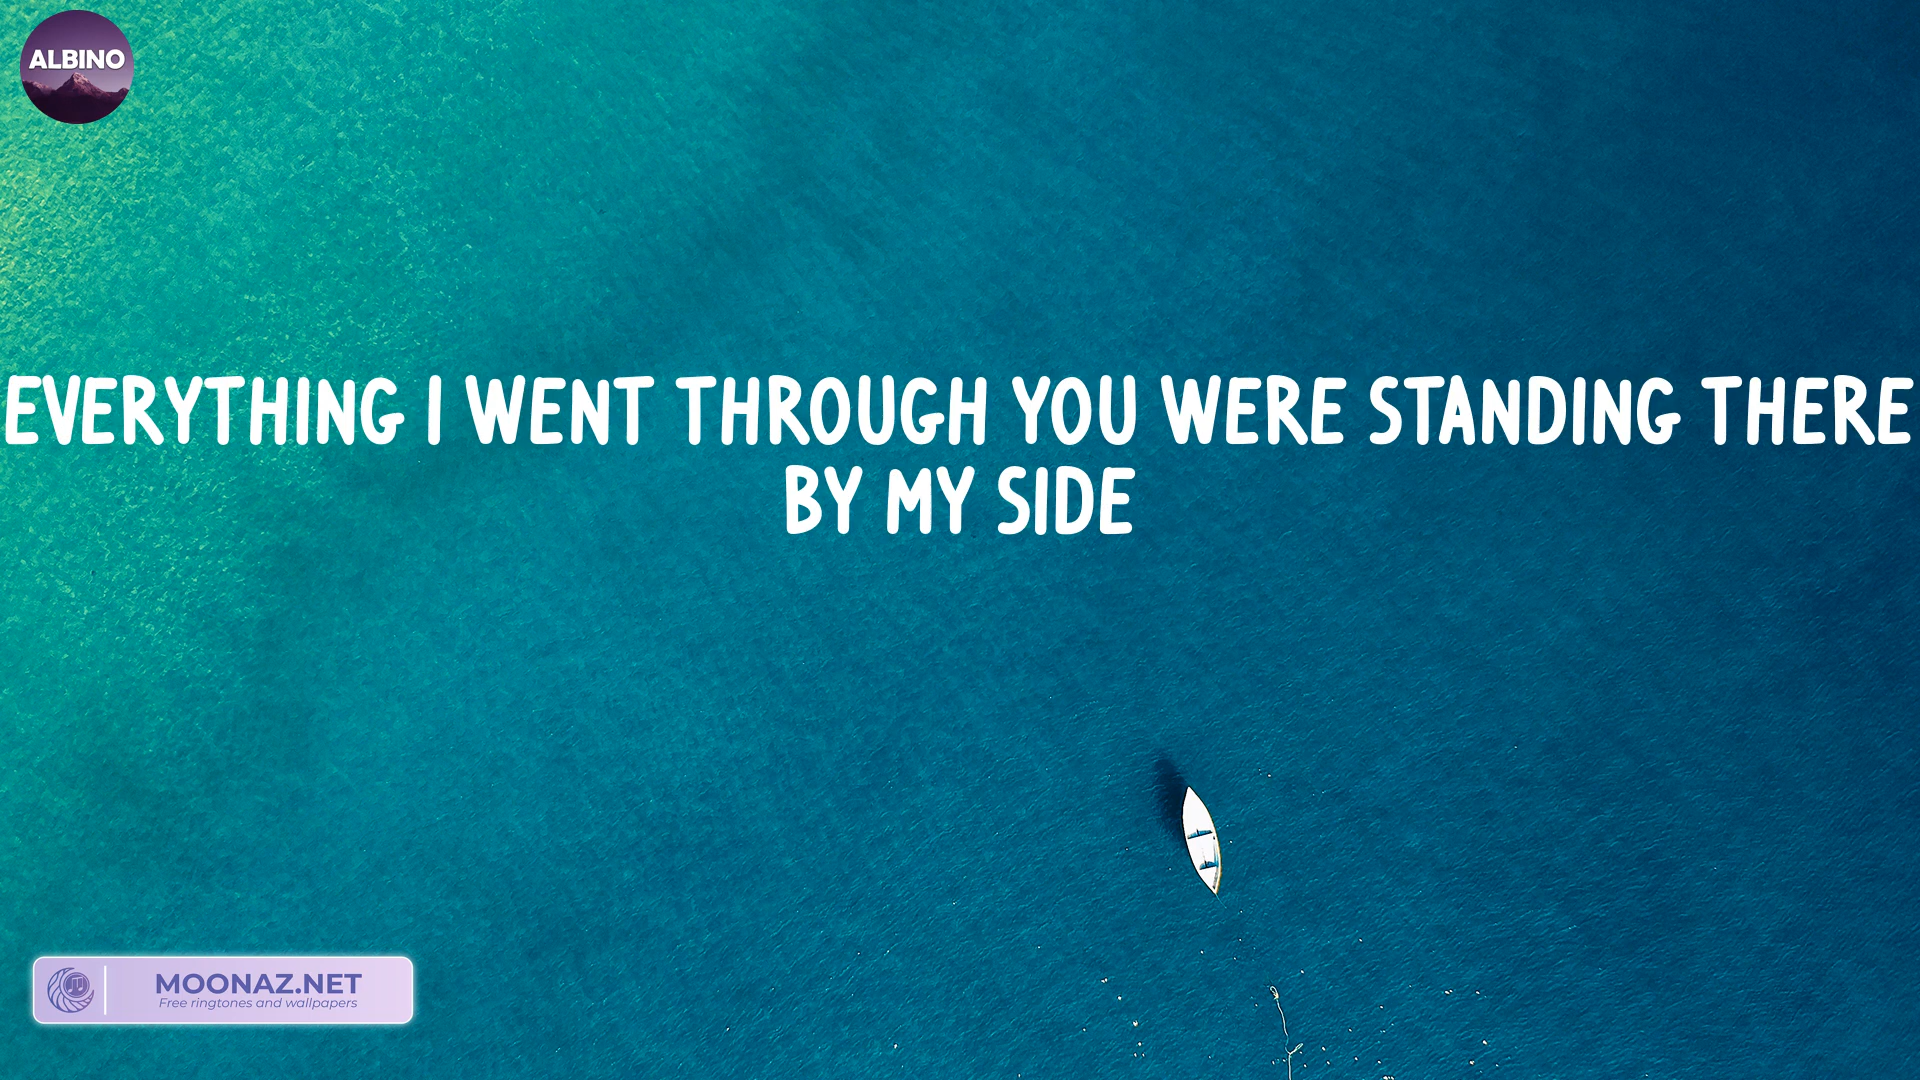 ALBINO
EVERYTHING I WENT THROUGH YOU WERE STANDING THERE
BY MY SIDE
MOONAZ.NET
Free ringtones and wallpapers